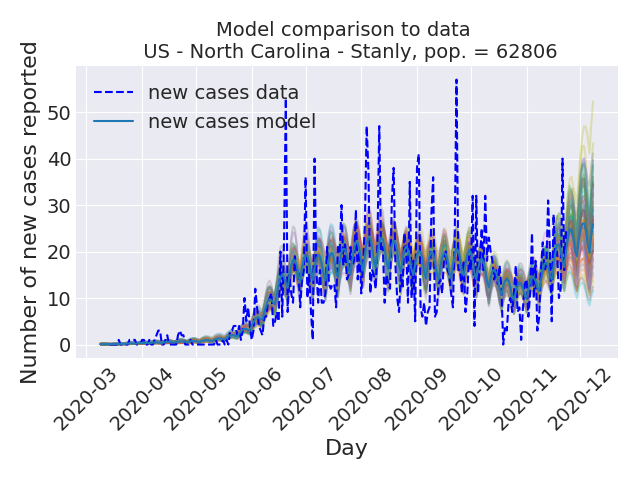 Model comparison to data
US - North Carolina - Stanly, pop. = 62806
Number of new cases reported
50
40
30
20
10
0
new cases data
new cases model
2020-03
2020-04
2020-05
2020-06
2020-07
2020-08
2020-09
2020-10
2020-11
2020-12
Day